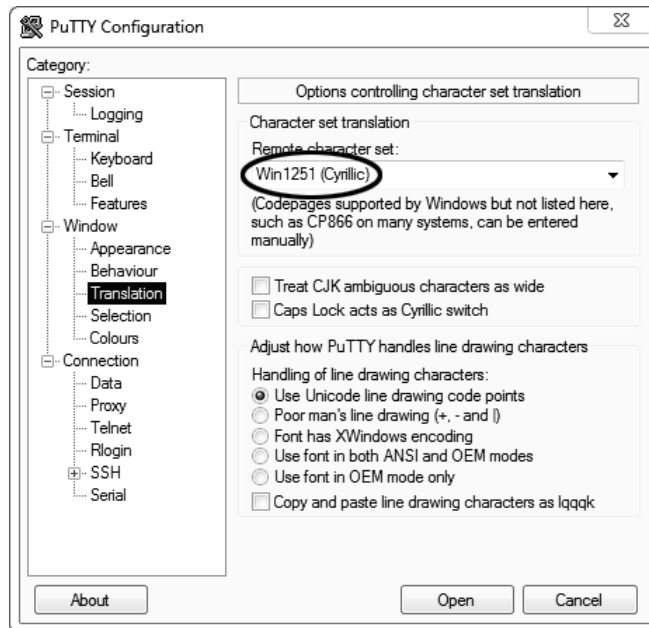 PuTTY Configuration
Category:
Session
Logging
Terminal
Keyboard
Bell
Features
Window
Appearance
Behaviour
Translation
Selection
Colours
Connection
Data
Proxy
Telnet
Rlogin
SSH
Serial
Options controlling character set translation
Character set translation
Remote character set:
Win1251 (Cyrillic)
(Codepages supported by Windows but not listed here,
such as CP866 on many systems, can be entered
manually)
Treat CJK ambiguous characters as wide
Caps Lock acts as Cyrillic switch
Adjust how PuTTY handles line drawing characters
Handling of line drawing characters:
Use Unicode line drawing code points
Poor man's line drawing (+, - and |)
Font has XWindows encoding
Use font in both ANSI and OEM modes
Use font in OEM mode only
Copy and paste line drawing characters as lqqqk
About
Open
Cancel